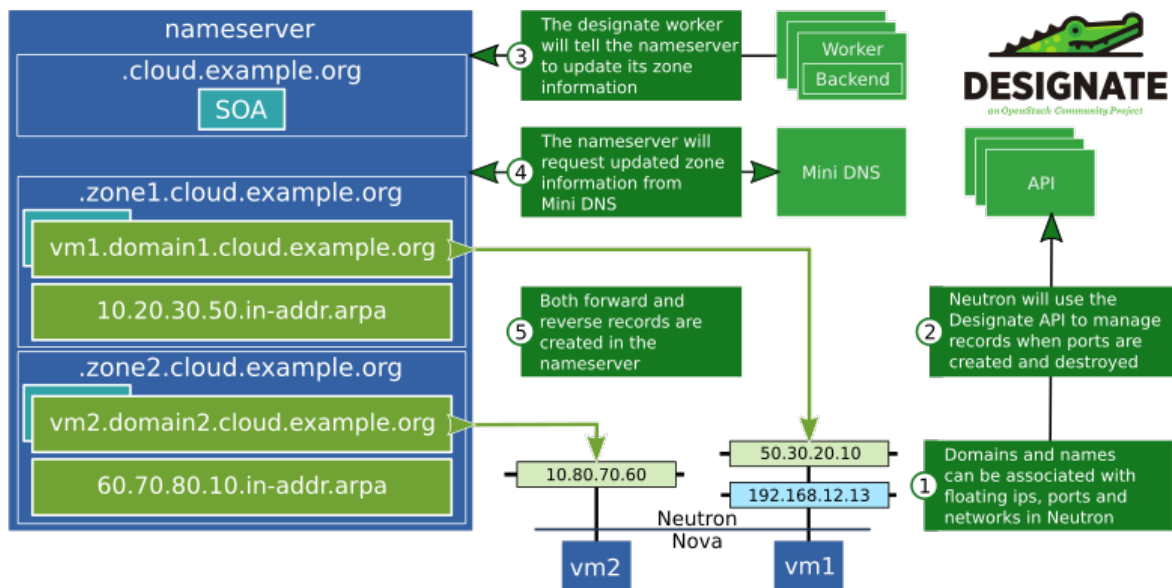 nameserver
.cloud.example.org
SOA
.zone1.cloud.example.org
vm1.domain1.cloud.example.org
10.20.30.50.in-addr.arpa
.zone2.cloud.example.org
vm2.domain2.cloud.example.org
60.70.80.10.in-addr.arpa
3
The designate worker
will tell the nameserver
to update its zone
information
Worker
Backend
DESIGNATE
an OpenStack Community Project
4
The nameserver will
request updated zone
information from
Mini DNS
Mini DNS
API
5
Both forward and
reverse records are
created in the
nameserver
2
Neutron will use the
Designate API to manage
records when ports are
created and destroyed
1
Domains and names
can be associated with
floating ips, ports and
networks in Neutron
10.80.70.60
50.30.20.10
192.168.12.13
Neutron
Nova
vm2
vm1